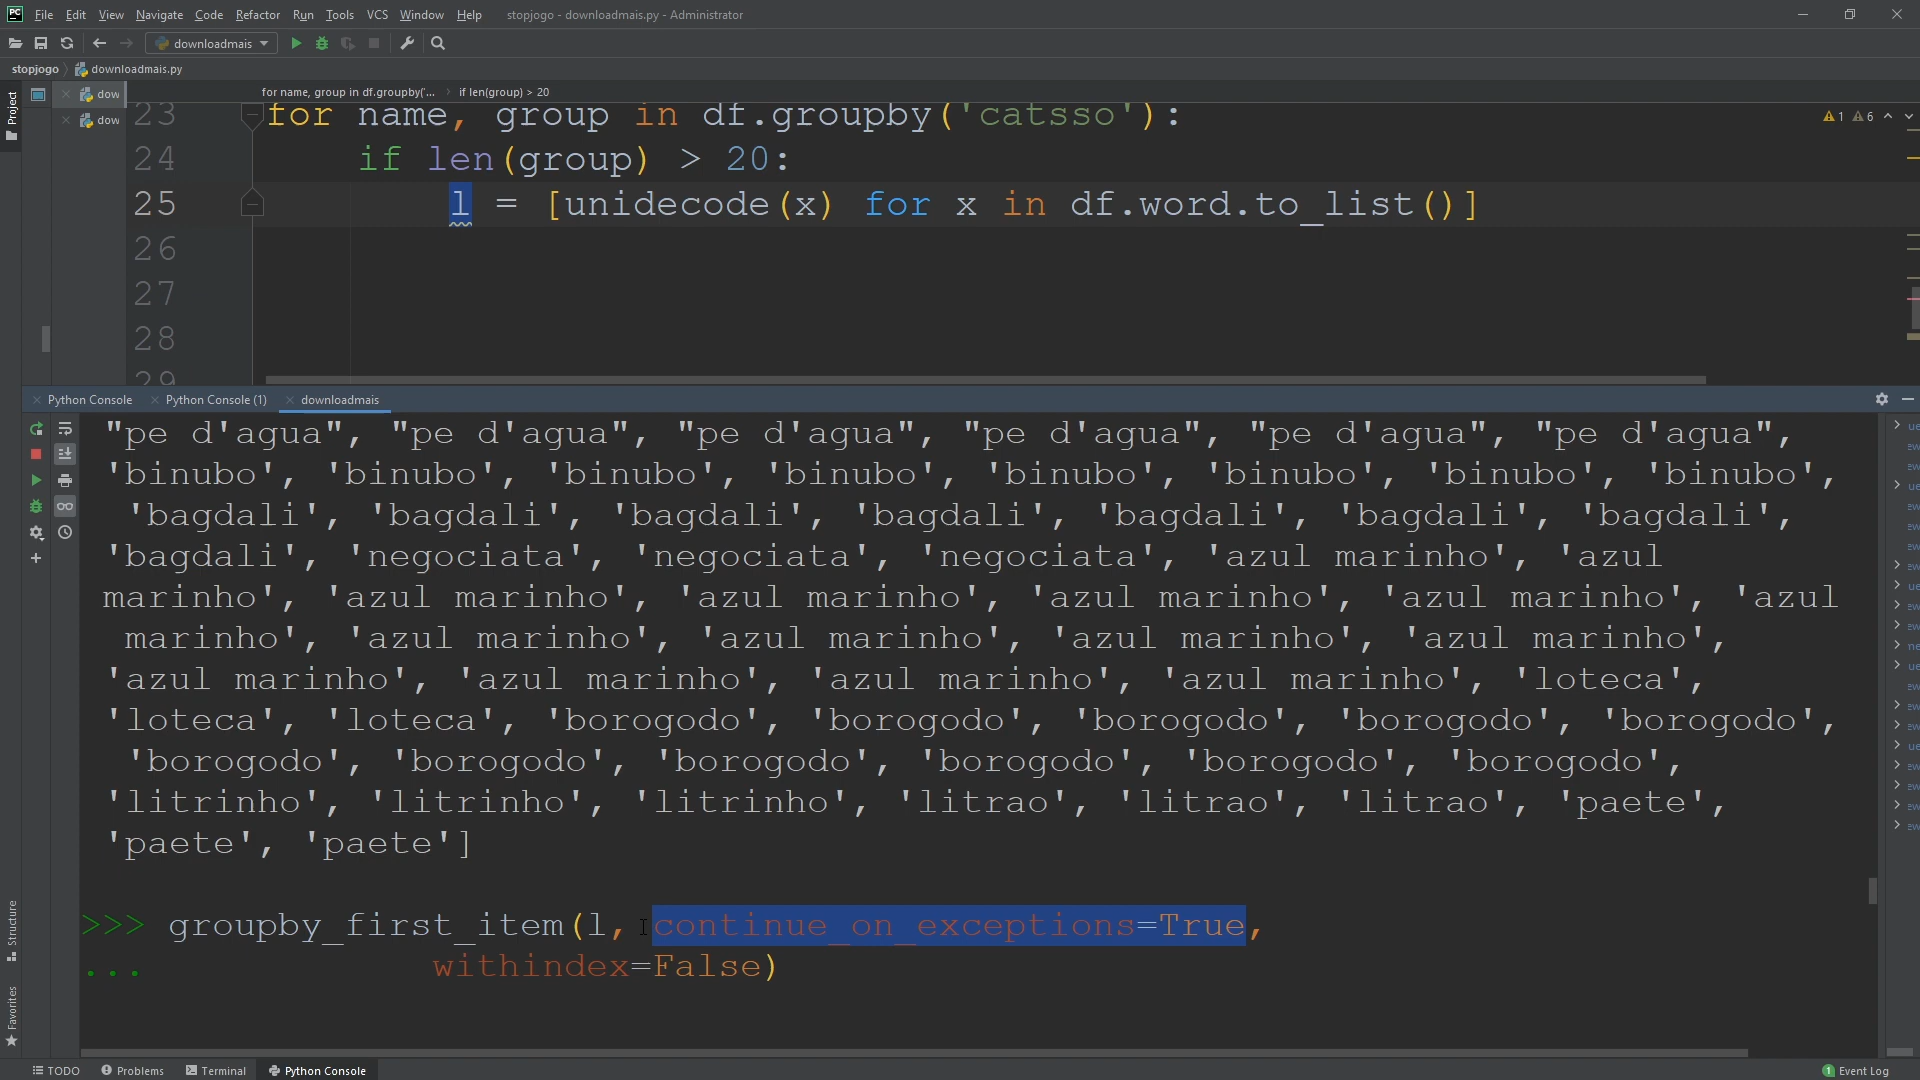 PC File Edit View Navigate Code Refactor Run Tools VCS Window Help stopjogo - downloadmais.py - Administrator
downloadmais
stopjogo downloadmais.py
Project
dow
dow
for name, group in df.groupby('... if len(group) > 20
23 for name, group in df.groupby('catsso'):
24 if len(group) > 20:
25 l = [unidecode(x) for x in df.word.to_list()]
26
27
28
29
1 6
Python Console Python Console (1) downloadmais
"pe d'agua", "pe d'agua", "pe d'agua", "pe d'agua", "pe d'agua", "pe d'agua",
'binubo', 'binubo', 'binubo', 'binubo', 'binubo', 'binubo', 'binubo', 'binubo',
'bagdali', 'bagdali', 'bagdali', 'bagdali', 'bagdali', 'bagdali', 'bagdali',
'bagdali', 'negociata', 'negociata', 'negociata', 'azul marinho', 'azul
marinho', 'azul marinho', 'azul marinho', 'azul marinho', 'azul marinho', 'azul
marinho', 'azul marinho', 'azul marinho', 'azul marinho', 'azul marinho',
'azul marinho', 'azul marinho', 'azul marinho', 'azul marinho', 'loteca',
'loteca', 'loteca', 'borogodo', 'borogodo', 'borogodo', 'borogodo', 'borogodo',
'borogodo', 'borogodo', 'borogodo', 'borogodo', 'borogodo', 'borogodo',
'litrinho', 'litrinho', 'litrinho', 'litrao', 'litrao', 'litrao', 'paete',
'paete', 'paete']
>>> groupby_first_item(l, continue_on_exceptions=True,
... withindex=False)
Structure
Favorites
TODO Problems Terminal Python Console 1 Event Log